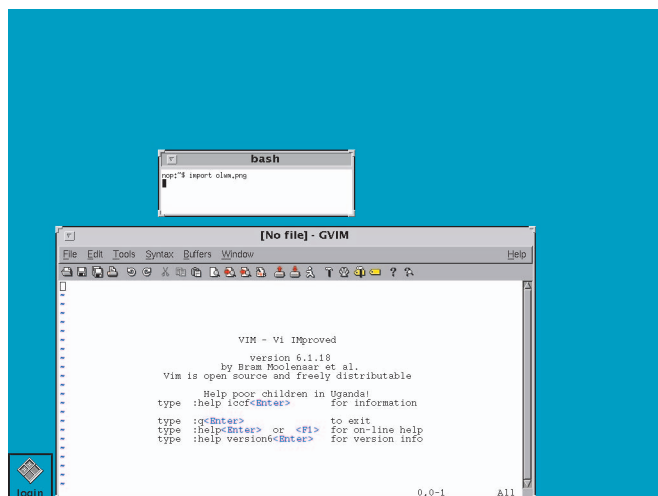 bash
nop:~$ import olwm.png
[No file] - GVIM
File Edit Tools Syntax Buffers Window Help
~
~
~
~
~
VIM - Vi IMproved
~
version 6.1.18
by Bram Moolenaar et al.
Vim is open source and freely distributable
~
Help poor children in Uganda!
type :help iccf<Enter> for information
~
type :q<Enter> to exit
type :help<Enter> or <F1> for on-line help
type :help version6<Enter> for version info
~
~
~
~
0,0-1 All
login